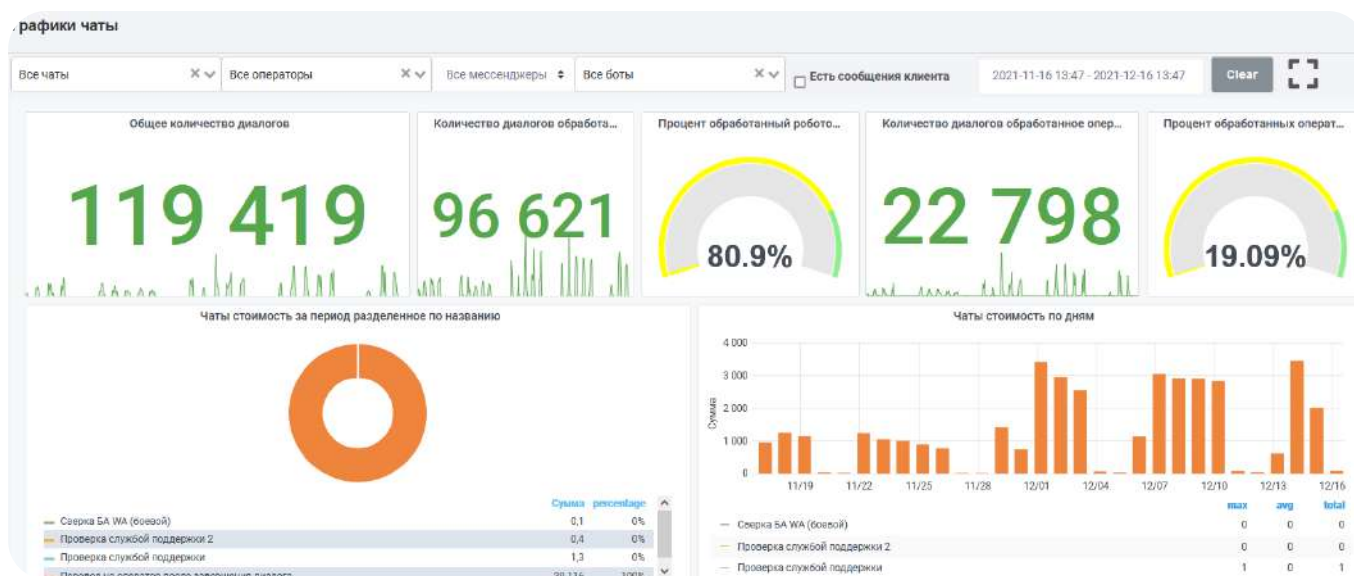 рафики чаты
Все чаты × Все операторы × Все мессенджеры Все боты × Есть сообщения клиента 2021-11-16 13:47 - 2021-12-16 13:47 Clear
Общее количество диалогов Количество диалогов обработа... Процент обработанный робото... Количество диалогов обработанное опер... Процент обработанных операт...
119 419 96 621 80.9% 22 798 19.09%
Чаты стоимость за период разделенное по названию
Сумма percentage
Сверка БА WA (боевой) 0,1 0%
Проверка службой поддержки 2 0,4 0%
Проверка службой поддержки 1,3 0%
Перевод на оператора после завершения диалога 100%
Чаты стоимость по дням
4 000
3 000
2 000
1 000
0
Сумма
11/19 11/22 11/25 11/28 12/01 12/04 12/07 12/10 12/13 12/16
max avg total
Сверка БА WA (боевой) 0 0 0
Проверка службой поддержки 2 0 0 0
Проверка службой поддержки 1 0 1